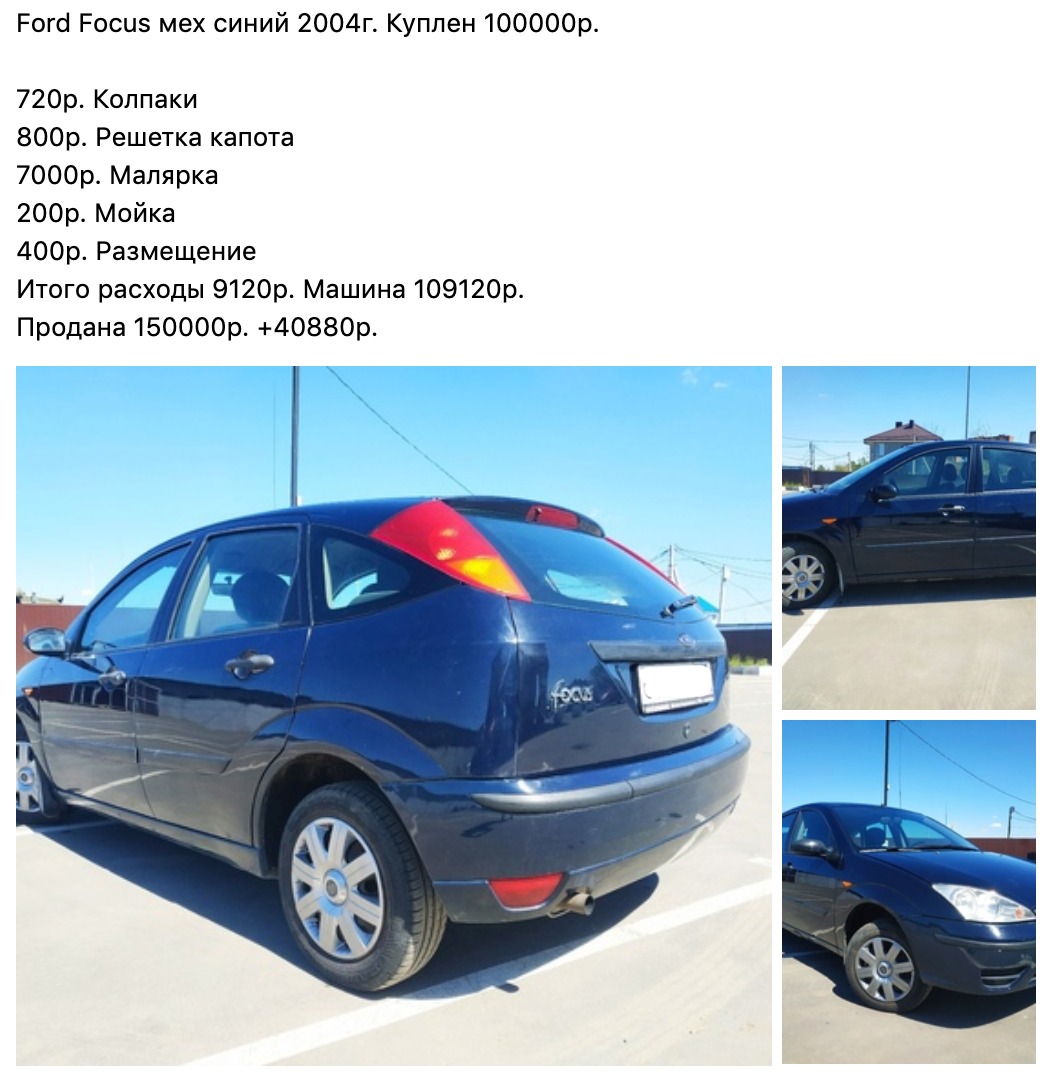 Ford Focus мех синий 2004г. Куплен 100000р.
720р. Колпаки
800р. Решетка капота
7000р. Малярка
200р. Мойка
400р. Размещение
Итого расходы 9120р. Машина 109120р.
Продана 150000р. +40880р.
FOCUS